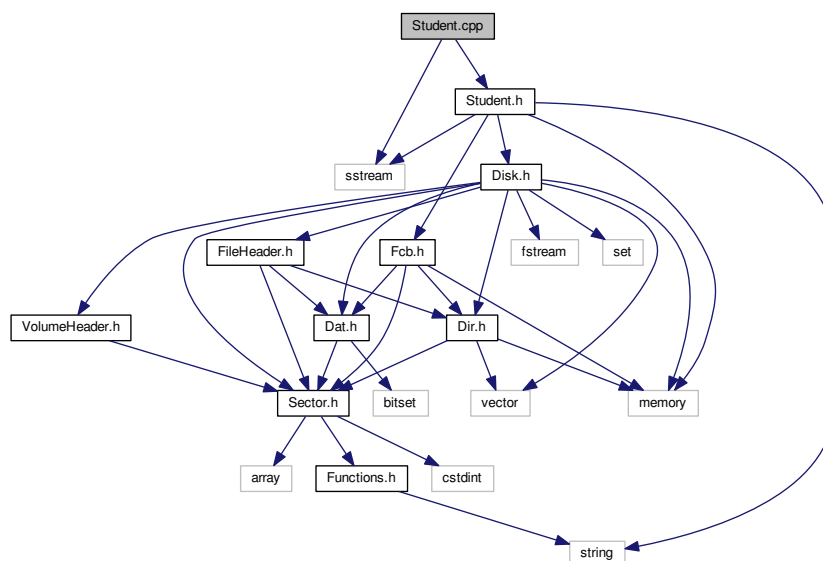 Student.cpp
Student.h
sstream
Disk.h
FileHeader.h
Fcb.h
fstream
set
VolumeHeader.h
Dat.h
Dir.h
Sector.h
bitset
vector
memory
array
Functions.h
cstdint
string